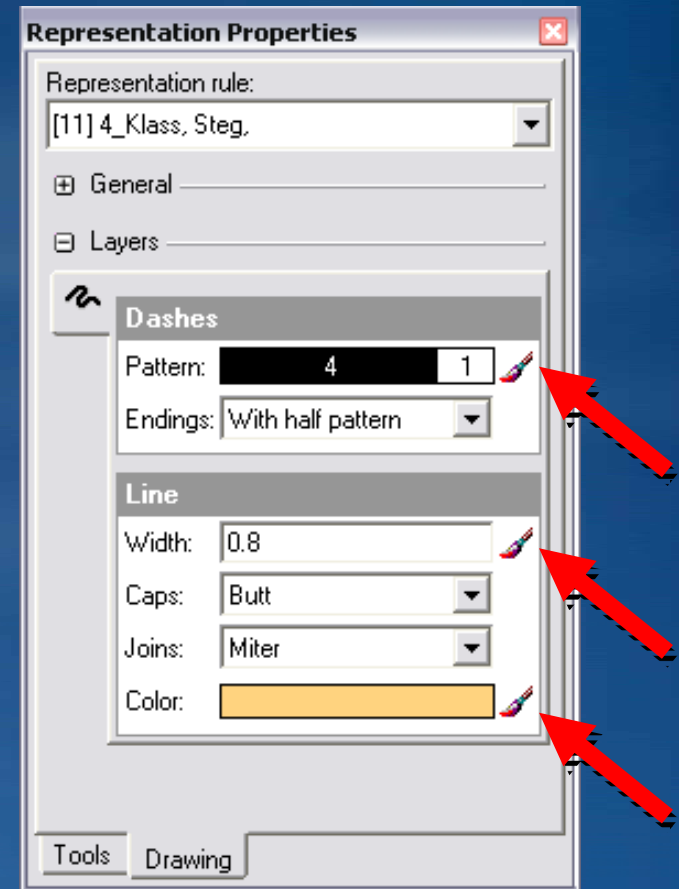 Representation Properties
Representation rule:
[11] 4_Klass, Steg,
General
Layers
Dashes
Pattern: 4 1
Endings: With half pattern
Line
Width: 0.8
Caps: Butt
Joins: Miter
Color:
Tools Drawing